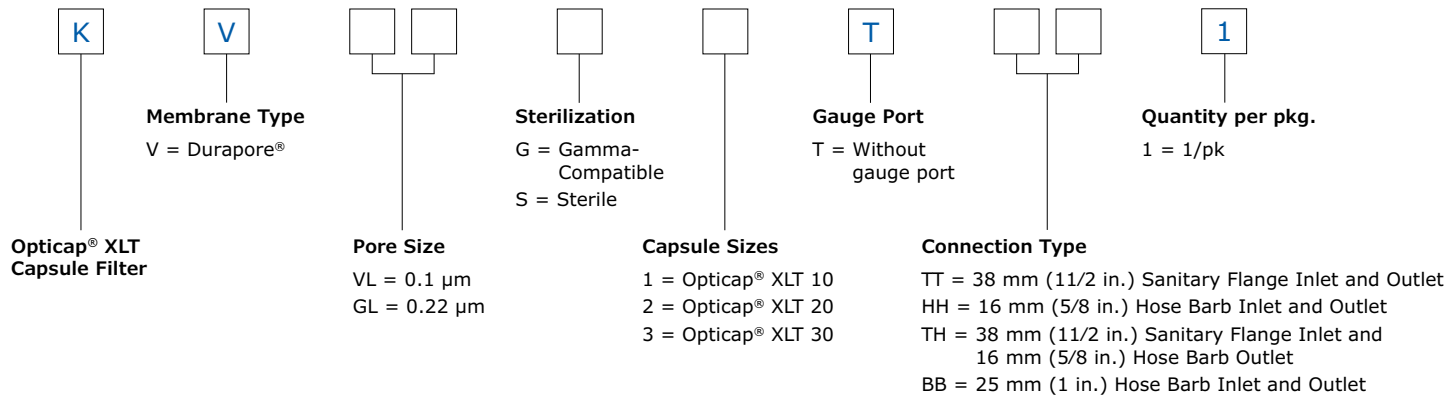 K V T 1
Membrane Type
V = Durapore®
Sterilization
G = Gamma-
Compatible
S = Sterile
Gauge Port
T = Without
gauge port
Quantity per pkg.
1 = 1/pk
Opticap® XLT
Capsule Filter
Pore Size
VL = 0.1 µm
GL = 0.22 µm
Capsule Sizes
1 = Opticap® XLT 10
2 = Opticap® XLT 20
3 = Opticap® XLT 30
Connection Type
TT = 38 mm (11/2 in.) Sanitary Flange Inlet and Outlet
HH = 16 mm (5/8 in.) Hose Barb Inlet and Outlet
TH = 38 mm (11/2 in.) Sanitary Flange Inlet and
16 mm (5/8 in.) Hose Barb Outlet
BB = 25 mm (1 in.) Hose Barb Inlet and Outlet